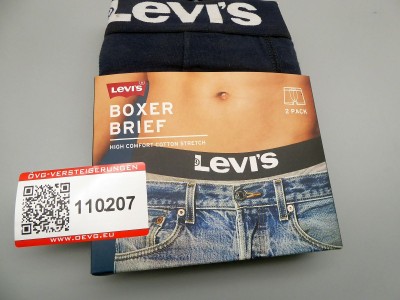 Levi's
Levi's
BOXER
BRIEF
HIGH COMFORT COTTON STRETCH
2 PACK
Levi's
ÖVG-VERSTEIGERUNGEN
110207
WWW.OEVG.EU